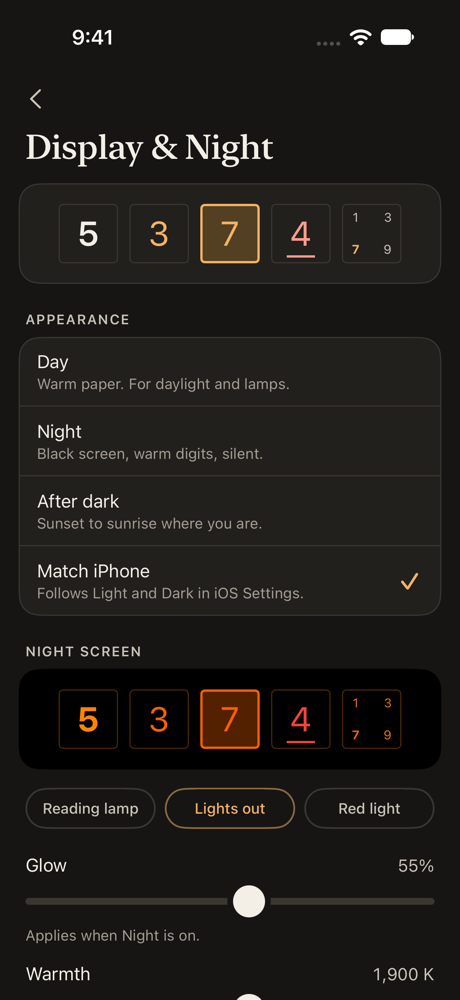 9:41
Display & Night
5 3 7 4 1 3
7 9
APPEARANCE
Day
Warm paper. For daylight and lamps.
Night
Black screen, warm digits, silent.
After dark
Sunset to sunrise where you are.
Match iPhone
Follows Light and Dark in iOS Settings.
NIGHT SCREEN
5 3 7 4 1 3
7 9
Reading lamp Lights out Red light
Glow 55%
Applies when Night is on.
Warmth 1,900 K